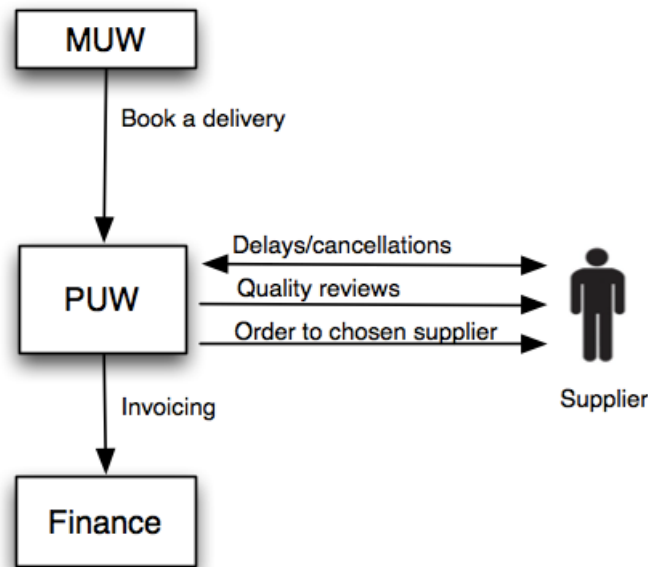 MUW
Book a delivery
Delays/cancellations
PUW
Quality reviews
Order to chosen supplier
Supplier
Invoicing
Finance